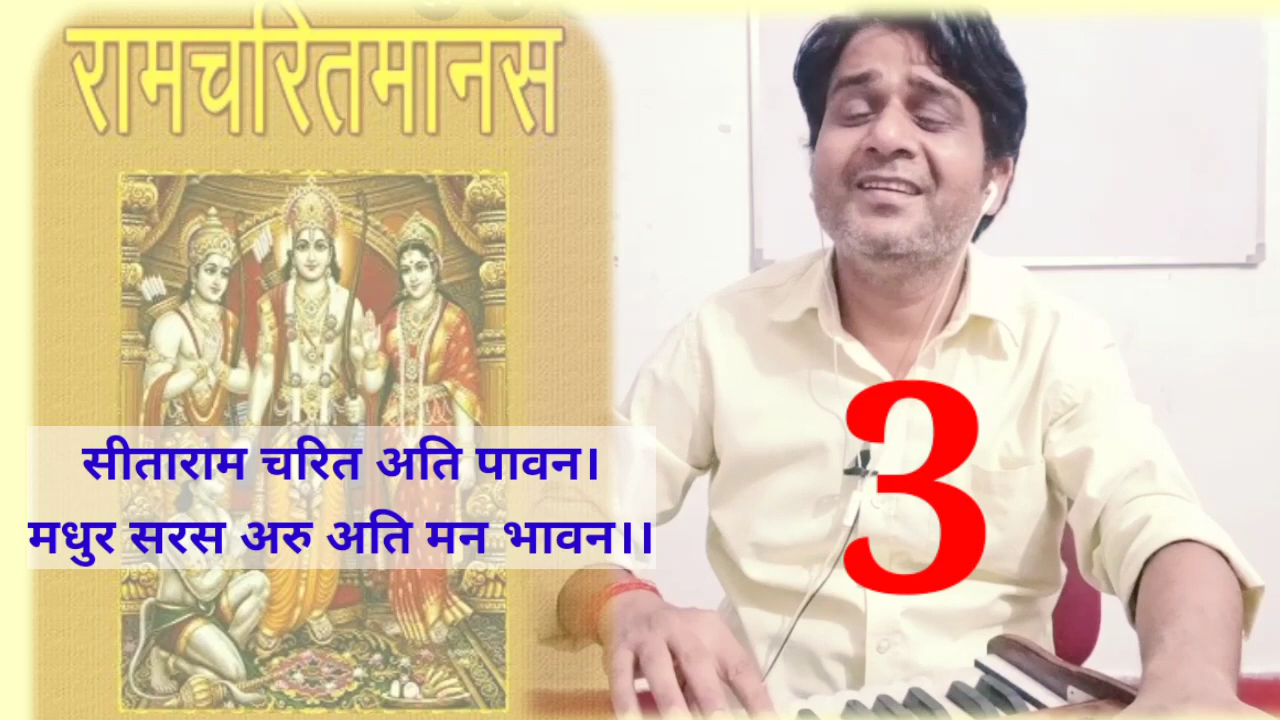 रामचरितमानस
सीताराम चरित अति पावन।
मधुर सरस अरु अति मन भावन।।
3